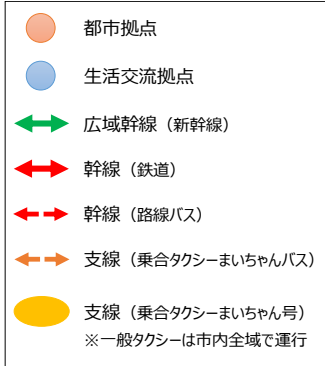 都市拠点
生活交流拠点
広域幹線（新幹線）
幹線（鉄道）
幹線（路線バス）
支線（乗合タクシーまいちゃんバス）
支線（乗合タクシーまいちゃん号）
※一般タクシーは市内全域で運行